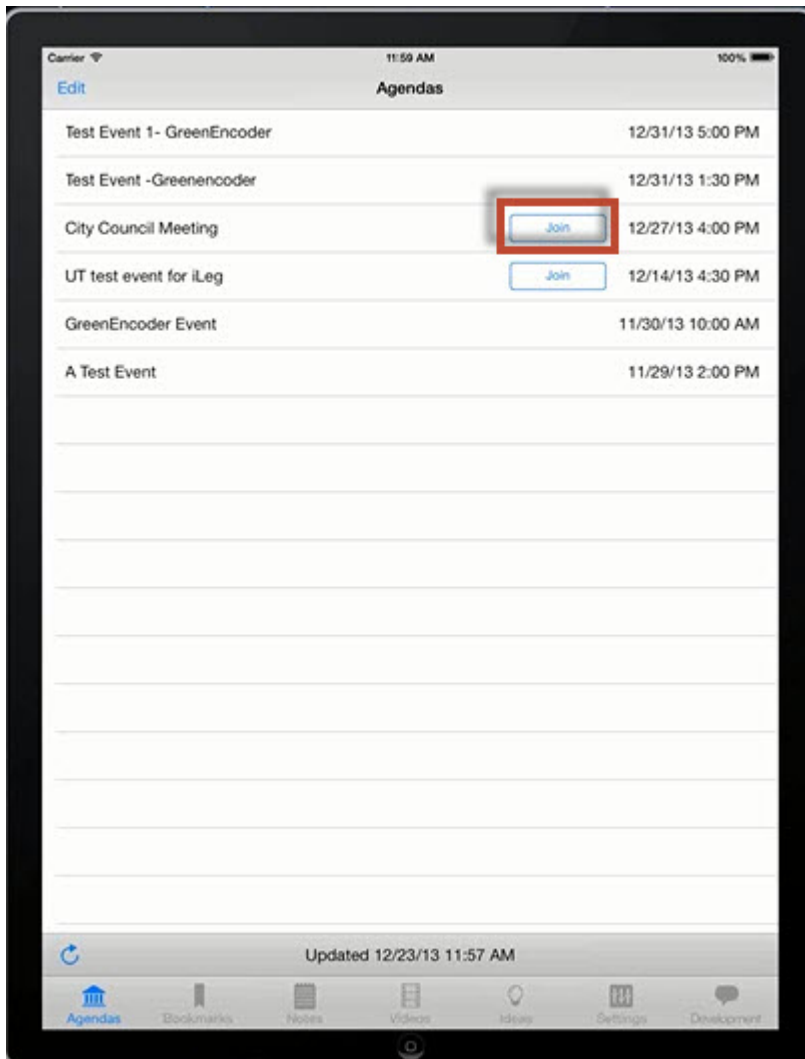 Carrier 11:59 AM 100%
Edit Agendas
Test Event 1- GreenEncoder 12/31/13 5:00 PM
Test Event -Greenencoder 12/31/13 1:30 PM
City Council Meeting Join 12/27/13 4:00 PM
UT test event for iLeg Join 12/14/13 4:30 PM
GreenEncoder Event 11/30/13 10:00 AM
A Test Event 11/29/13 2:00 PM
Updated 12/23/13 11:57 AM
Agendas Bookmarks Notes Videos Ideas Settings Development